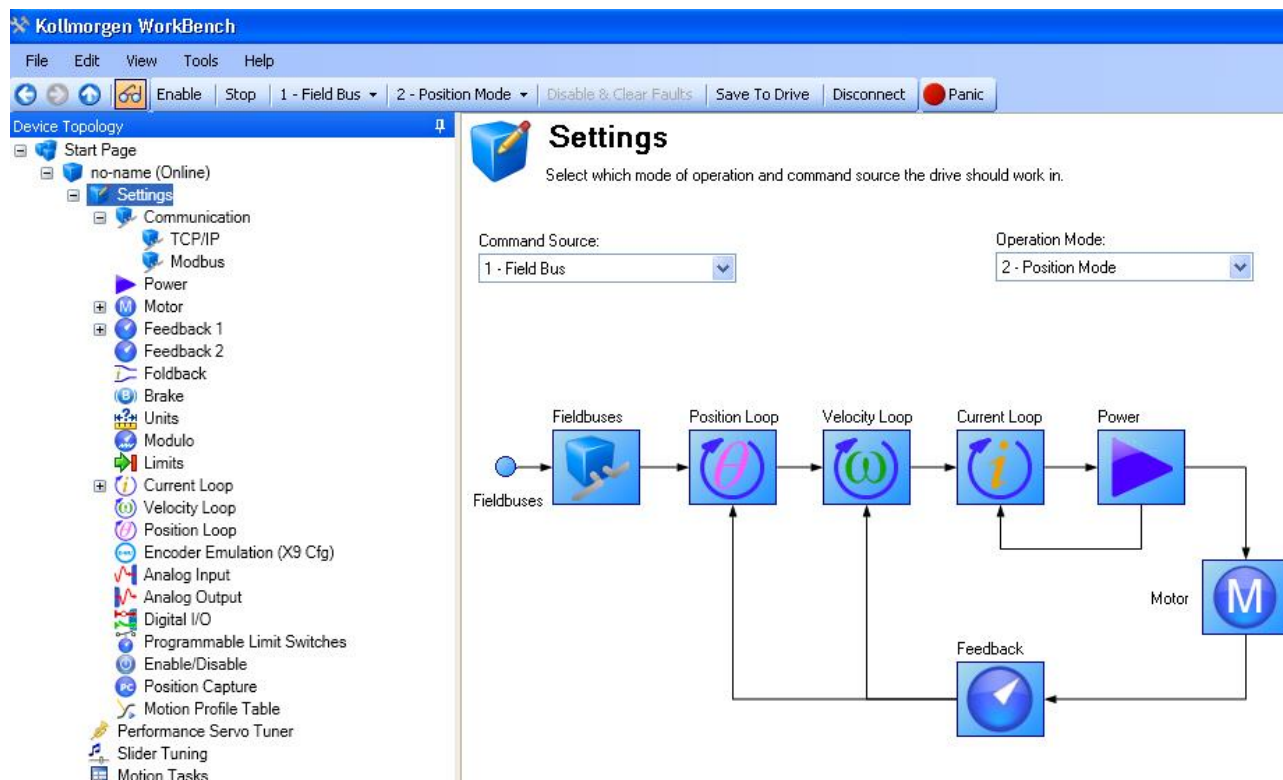 Kollmorgen WorkBench
File Edit View Tools Help
Enable Stop 1 - Field Bus 2 - Position Mode Disable & Clear Faults Save To Drive Disconnect Panic
Device Topology
Start Page
no-name (Online)
Settings
Communication
TCP/IP
Modbus
Power
M Motor
Feedback 1
Feedback 2
i Foldback
B Brake
Units
Modulo
Limits
i Current Loop
ω Velocity Loop
θ Position Loop
Encoder Emulation (X9 Cfg)
Analog Input
Analog Output
Digital I/O
Programmable Limit Switches
Enable/Disable
PC Position Capture
Motion Profile Table
Performance Servo Tuner
Slider Tuning
Motion Tasks
Settings
Select which mode of operation and command source the drive should work in.
Command Source: Operation Mode:
1 - Field Bus 2 - Position Mode
Fieldbuses Position Loop Velocity Loop Current Loop Power
θ ω i
Fieldbuses
Motor M
Feedback